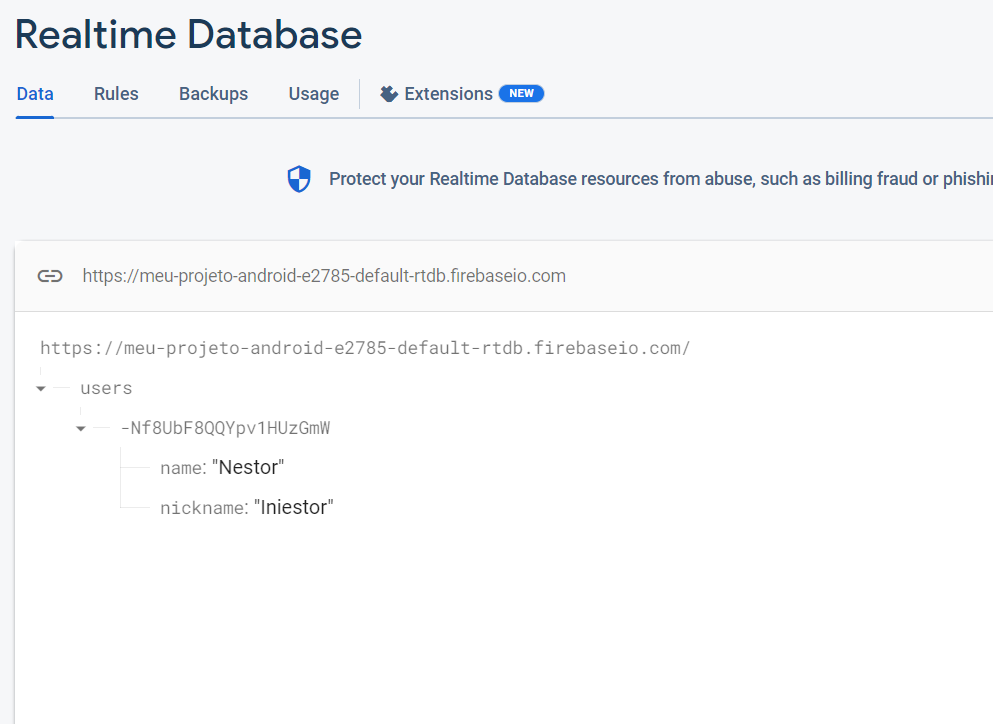 Realtime Database
Data Rules Backups Usage Extensions NEW
Protect your Realtime Database resources from abuse, such as billing fraud or
https://meu-projeto-android-e2785-default-rtdb.firebaseio.com
https://meu-projeto-android-e2785-default-rtdb.firebaseio.com/
users
-Nf8UbF8QQYpv1HUzGmW
name: "Nestor"
nickname: "Iniestor"